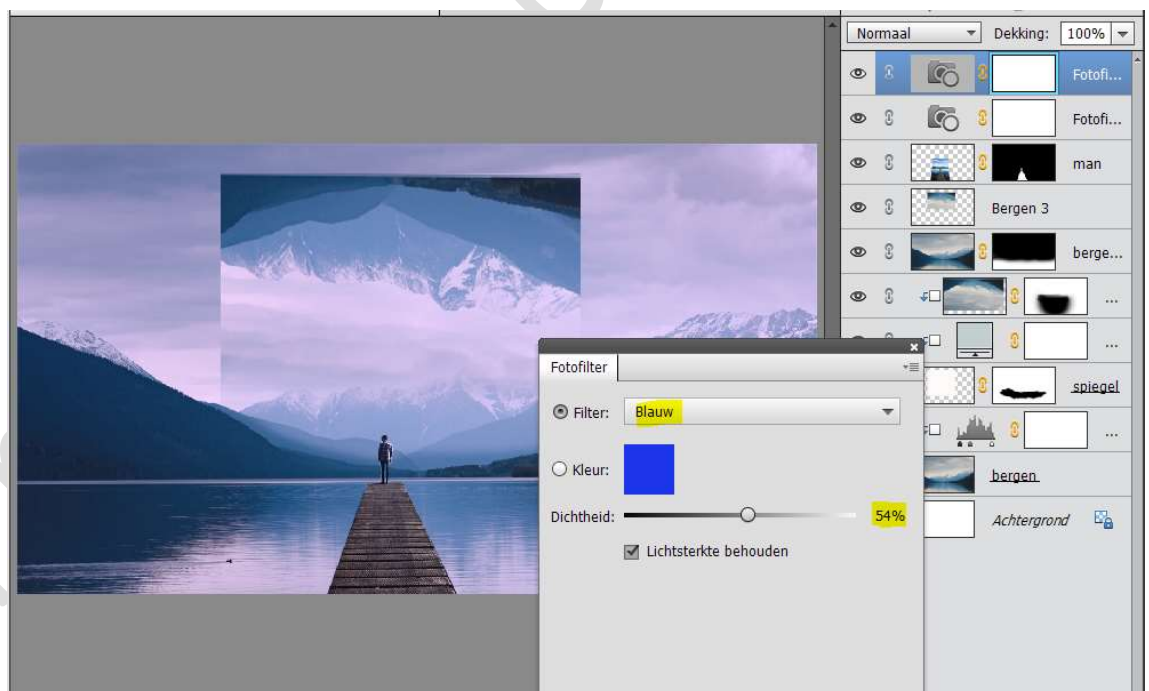 Normaal Dekking: 100%
Fotofi...
Fotofi...
man
Bergen 3
berge...
...
...
spiegel
...
bergen
Achtergrond
Fotofilter
Filter: Blauw
Kleur:
Dichtheid: 54%
Lichtsterkte behouden